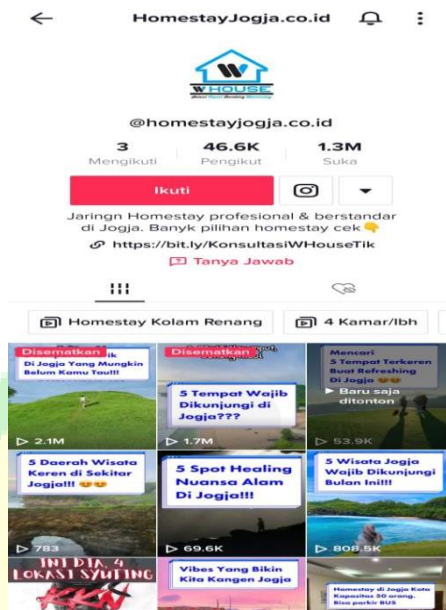 HomestayJogja.co.id
W
WHOUSE
@homestayjogja.co.id
3 46.6K 1.3M
Mengikuti Pengikut Suka
Ikuti
Jaringn Homestay profesional & berstandar
di Jogja. Banyk pilihan homestay cek👇
https://bit.ly/KonsultasiWHouseTik
Tanya Jawab
Homestay Kolam Renang
4 Kamar/lbh
Disematkan
Di Jogja Yang Mungkin
Belum Kamu Tau!!!
2.1M
Disematkan
5 Tempat Wajib
Dikunjungi di
Jogja???
1.7M
Mencari
5 Tempat Terkeren
Buat Refreshing
Di Jogja 😍😍
Baru saja
ditonton
53.9K
5 Daerah Wisata
Keren di Sekitar
Jogja!!! 😍😍
783
5 Spot Healing
Nuansa Alam
Di Jogja!!!
69.6K
5 Wisata Jogja
Wajib Dikunjungi
Bulan Ini!!!
808.5K
INI DIA, 4
LOKASI SYUTING
KKN
Vibes Yang Bikin
Kita Kangen Jogja
Homestay di Jogja Kota
Kapasitas 30 orang.
Bisa parkir BUS